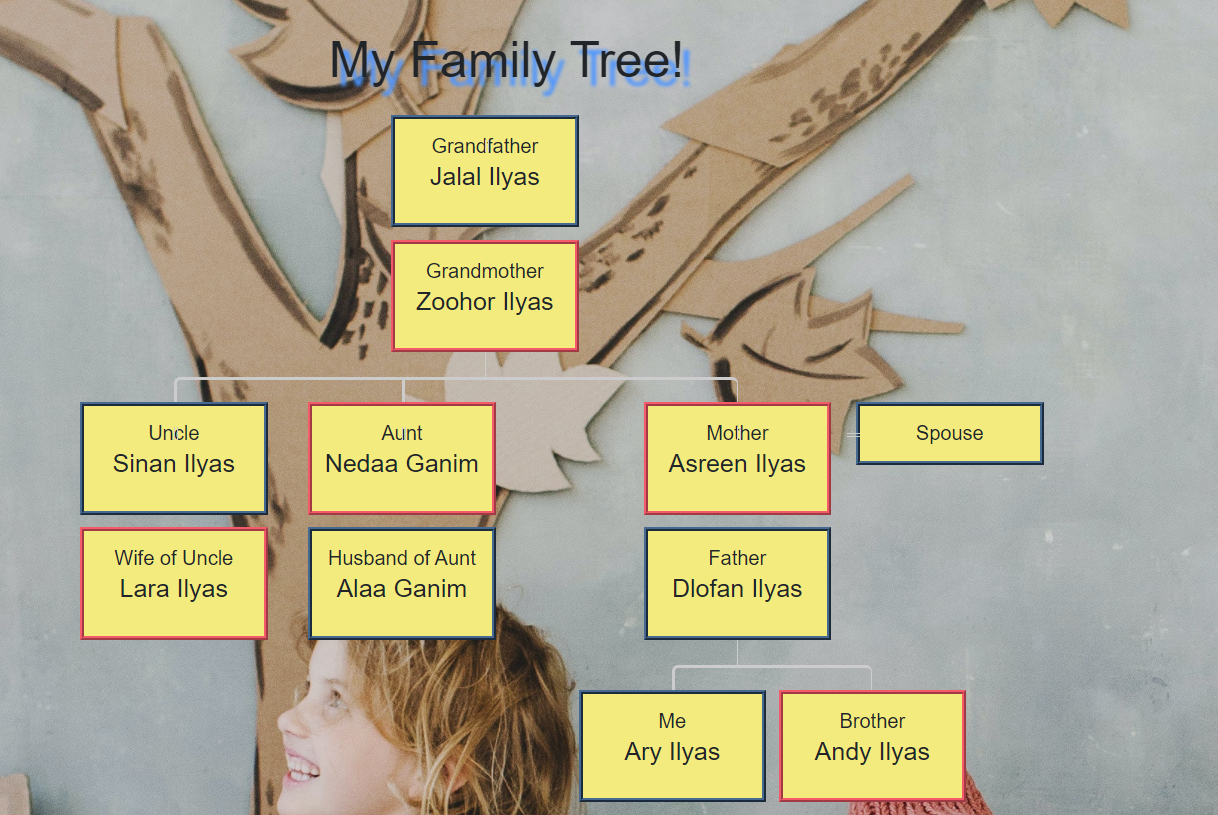 My Family Tree!
Grandfather
Jalal Ilyas
Grandmother
Zoohor Ilyas
Uncle
Sinan Ilyas
Aunt
Nedaa Ganim
Mother
Asreen Ilyas
Spouse
Wife of Uncle
Lara Ilyas
Husband of Aunt
Alaa Ganim
Father
Dlofan Ilyas
Me
Ary Ilyas
Brother
Andy Ilyas